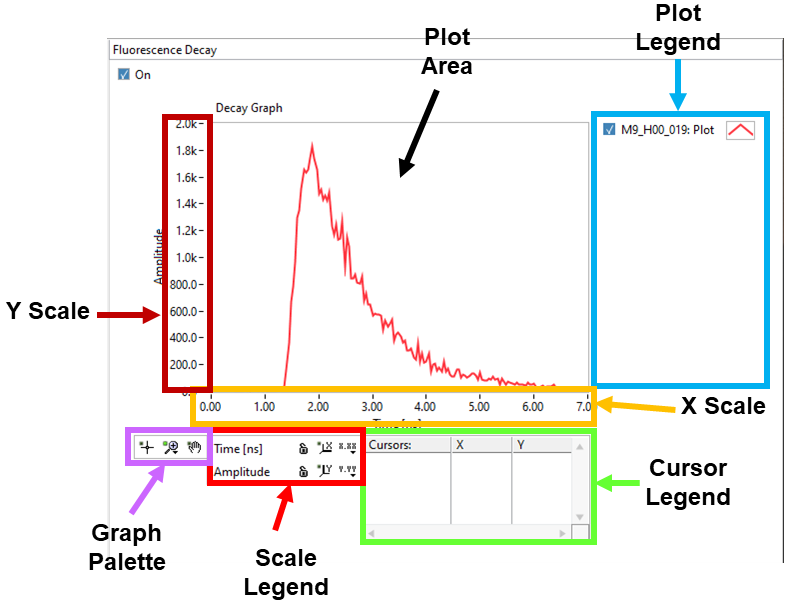 Plot
Legend
Plot
Area
Fluorescence Decay
On
Decay Graph
M9_H00_019: Plot
2.0k
1.8k
1.6k
1.4k
1.2k
1.0k
800.0
600.0
400.0
200.0
Amplitude
Y Scale
0.00 1.00 2.00 3.00 4.00 5.00 6.00 7.0
X Scale
Time [ns]
Amplitude
X
Y
Cursors: X Y
Cursor
Legend
Graph
Palette
Scale
Legend